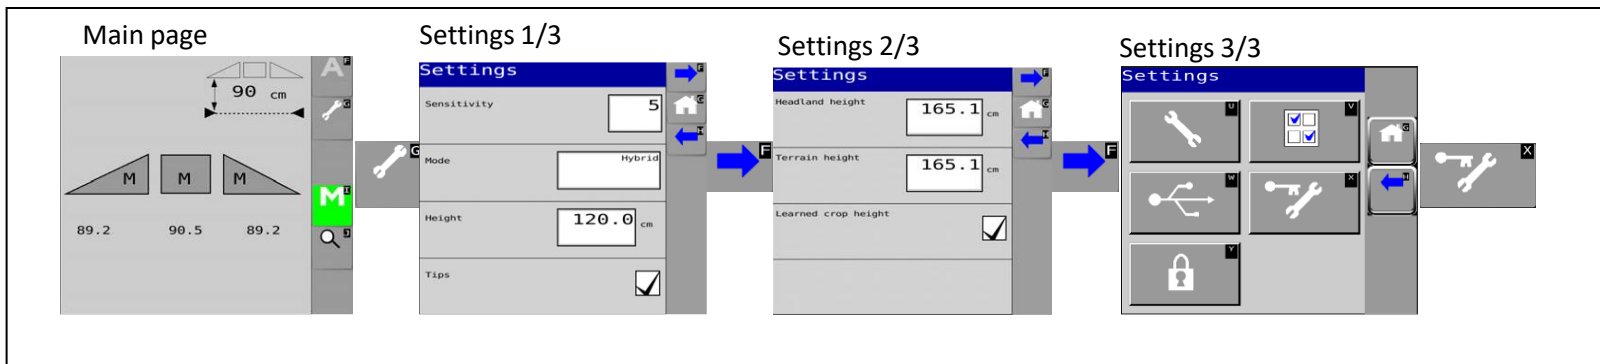 Main page
90 cm
A F
G
M M M
M I
89.2 90.5 89.2
J
G
Settings 1/3
Settings
F
Sensitivity 5
G
I
Mode Hybrid
Height 120.0 cm
Tips
F
Settings 2/3
Settings
F
Headland height 165.1 cm
G
I
Terrain height 165.1 cm
Learned crop height
F
Settings 3/3
Settings
U V
G
W X
H
Y
X